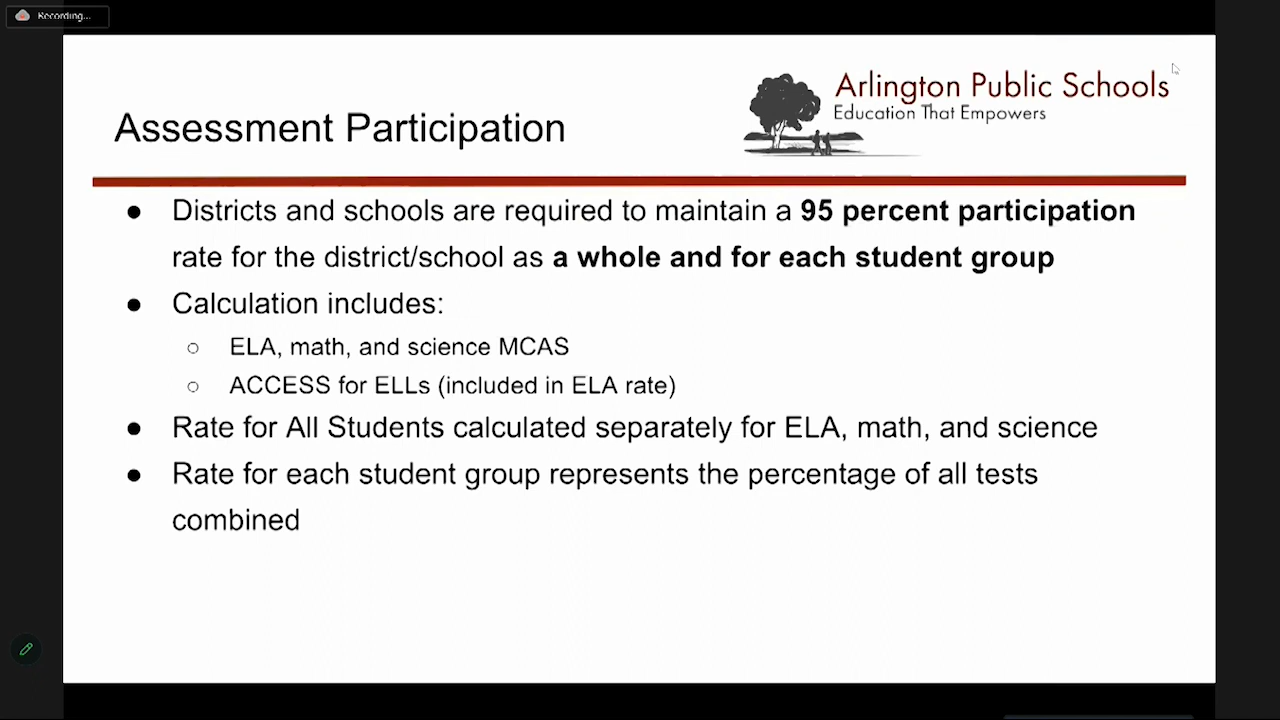 Recording...
Arlington Public Schools
Education That Empowers
Assessment Participation
● Districts and schools are required to maintain a 95 percent participation
rate for the district/school as a whole and for each student group
● Calculation includes:
○ ELA, math, and science MCAS
○ ACCESS for ELLs (included in ELA rate)
● Rate for All Students calculated separately for ELA, math, and science
● Rate for each student group represents the percentage of all tests
combined